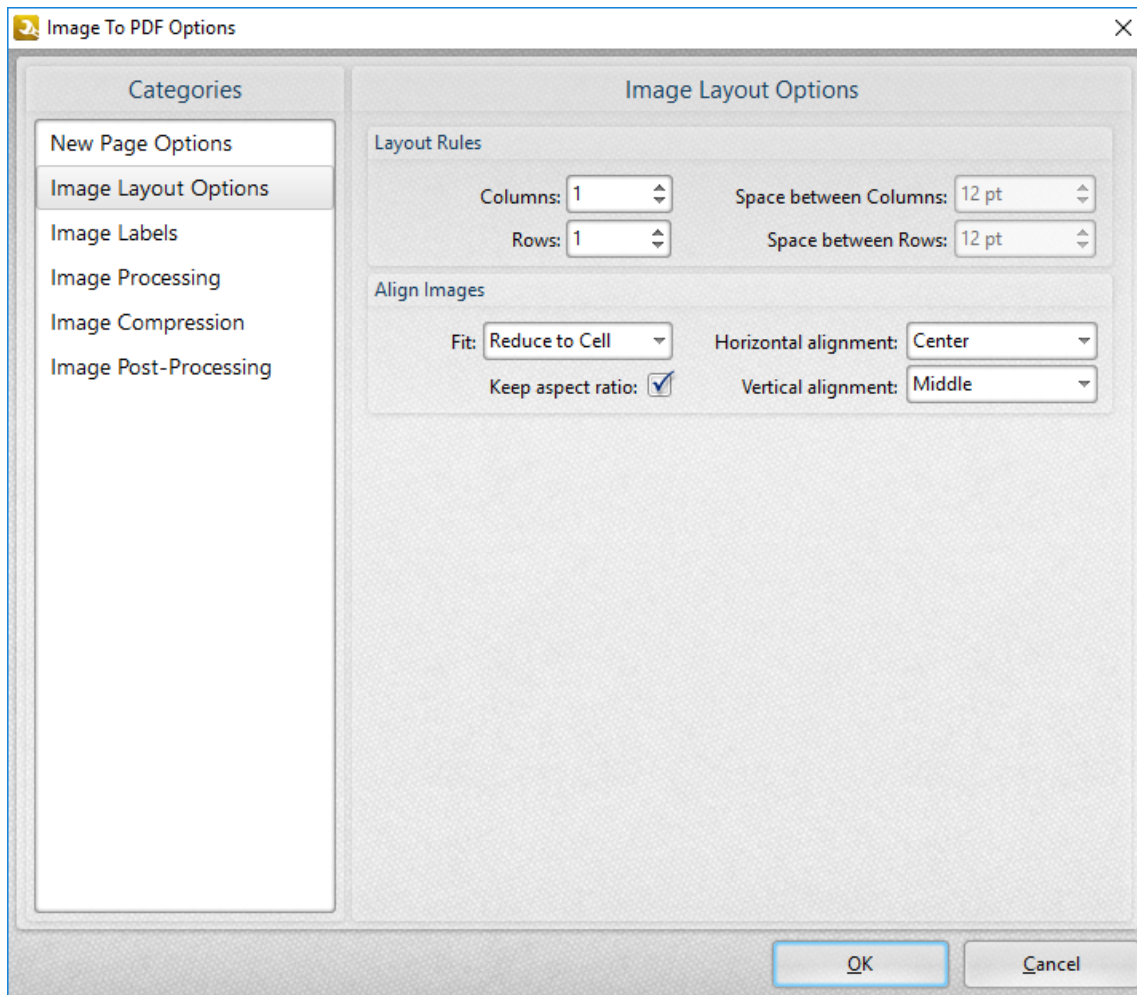 Image To PDF Options
Categories
New Page Options
Image Layout Options
Image Labels
Image Processing
Image Compression
Image Post-Processing
Image Layout Options
Layout Rules
Columns: 1 Space between Columns: 12 pt
Rows: 1 Space between Rows: 12 pt
Align Images
Fit: Reduce to Cell Horizontal alignment: Center
Keep aspect ratio: Vertical alignment: Middle
OK Cancel